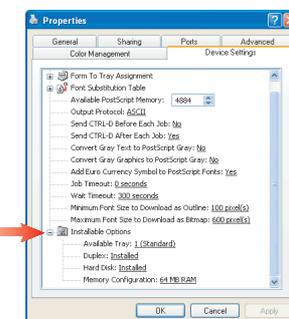 Properties
General Sharing Ports Advanced
Color Management Device Settings
Form To Tray Assignment
Font Substitution Table
Available PostScript Memory: 4884
Output Protocol: ASCII
Send CTRL-D Before Each Job: No
Send CTRL-D After Each Job: Yes
Convert Gray Text to PostScript Gray: No
Convert Gray Graphics to PostScript Gray: No
Add Euro Currency Symbol to PostScript Fonts: Yes
Job Timeout: 0 seconds
Wait Timeout: 300 seconds
Minimum Font Size to Download as Outline: 100 pixel(s)
Maximum Font Size to Download as Bitmap: 600 pixel(s)
Installable Options
Available Tray: 1 (Standard)
Duplex: Installed
Hard Disk: Installed
Memory Configuration: 64 MB RAM
OK Cancel Apply